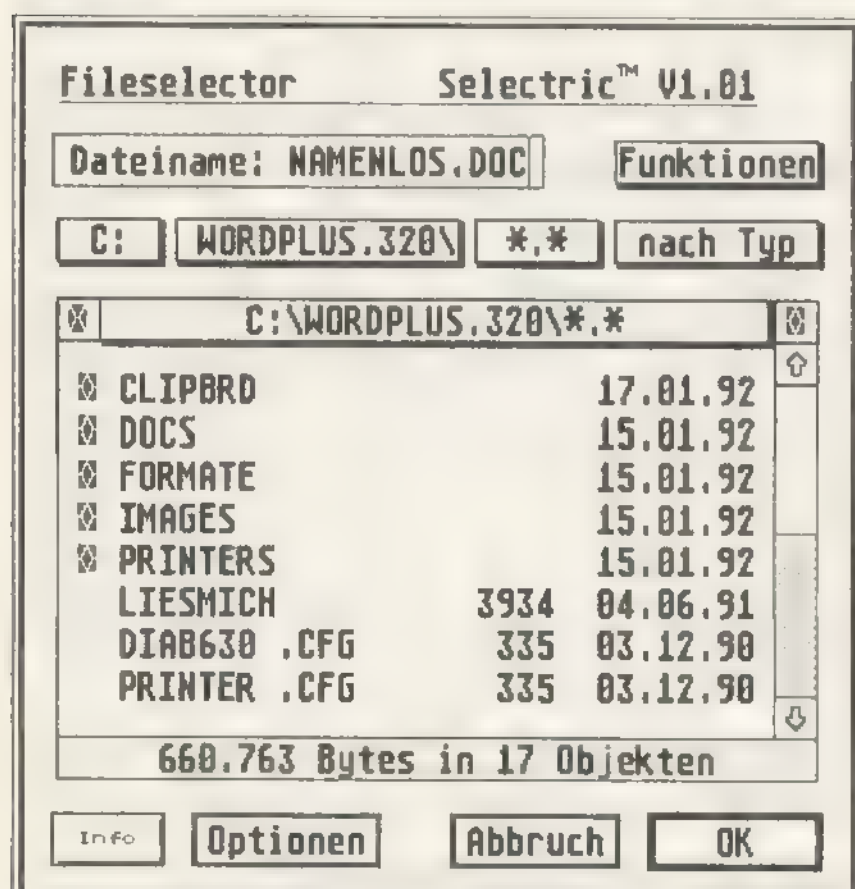 Fileselector Selectric™ V1.01
Dateiname: NAMENLOS.DOC Funktionen
C: WORDPLUS.320\ *.* nach Typ
C:\WORDPLUS.320\*.*
CLIPBRD 17.01.92
DOCS 15.01.92
FORMATE 15.01.92
IMAGES 15.01.92
PRINTERS 15.01.92
LIESMICH 3934 04.06.91
DIAB630 .CFG 335 03.12.90
PRINTER .CFG 335 03.12.90
660.763 Bytes in 17 Objekten
Info Optionen Abbruch OK